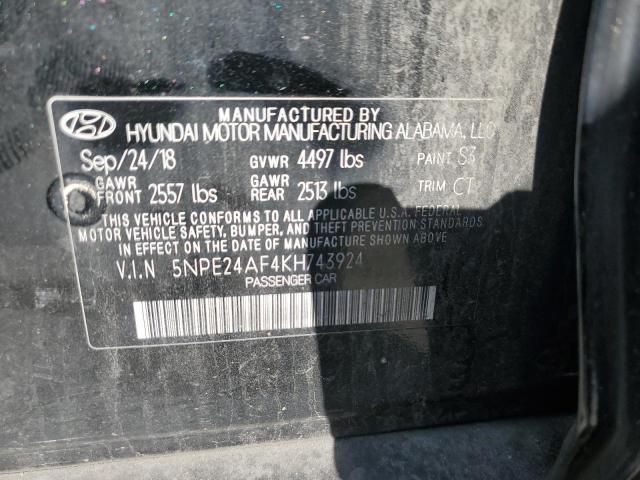 MANUFACTURED BY
HYUNDAI MOTOR MANUFACTURING ALABAMA, LLC
Sep/24/18 GVWR 4497 lbs PAINT S3
GAWR FRONT 2557 lbs GAWR REAR 2513 lbs TRIM CT
THIS VEHICLE CONFORMS TO ALL APPLICABLE U.S.A. FEDERAL
MOTOR VEHICLE SAFETY, BUMPER, AND THEFT PREVENTION STANDARDS
IN EFFECT ON THE DATE OF MANUFACTURE SHOWN ABOVE.
V.I.N 5NPE24AF4KH743924
PASSENGER CAR